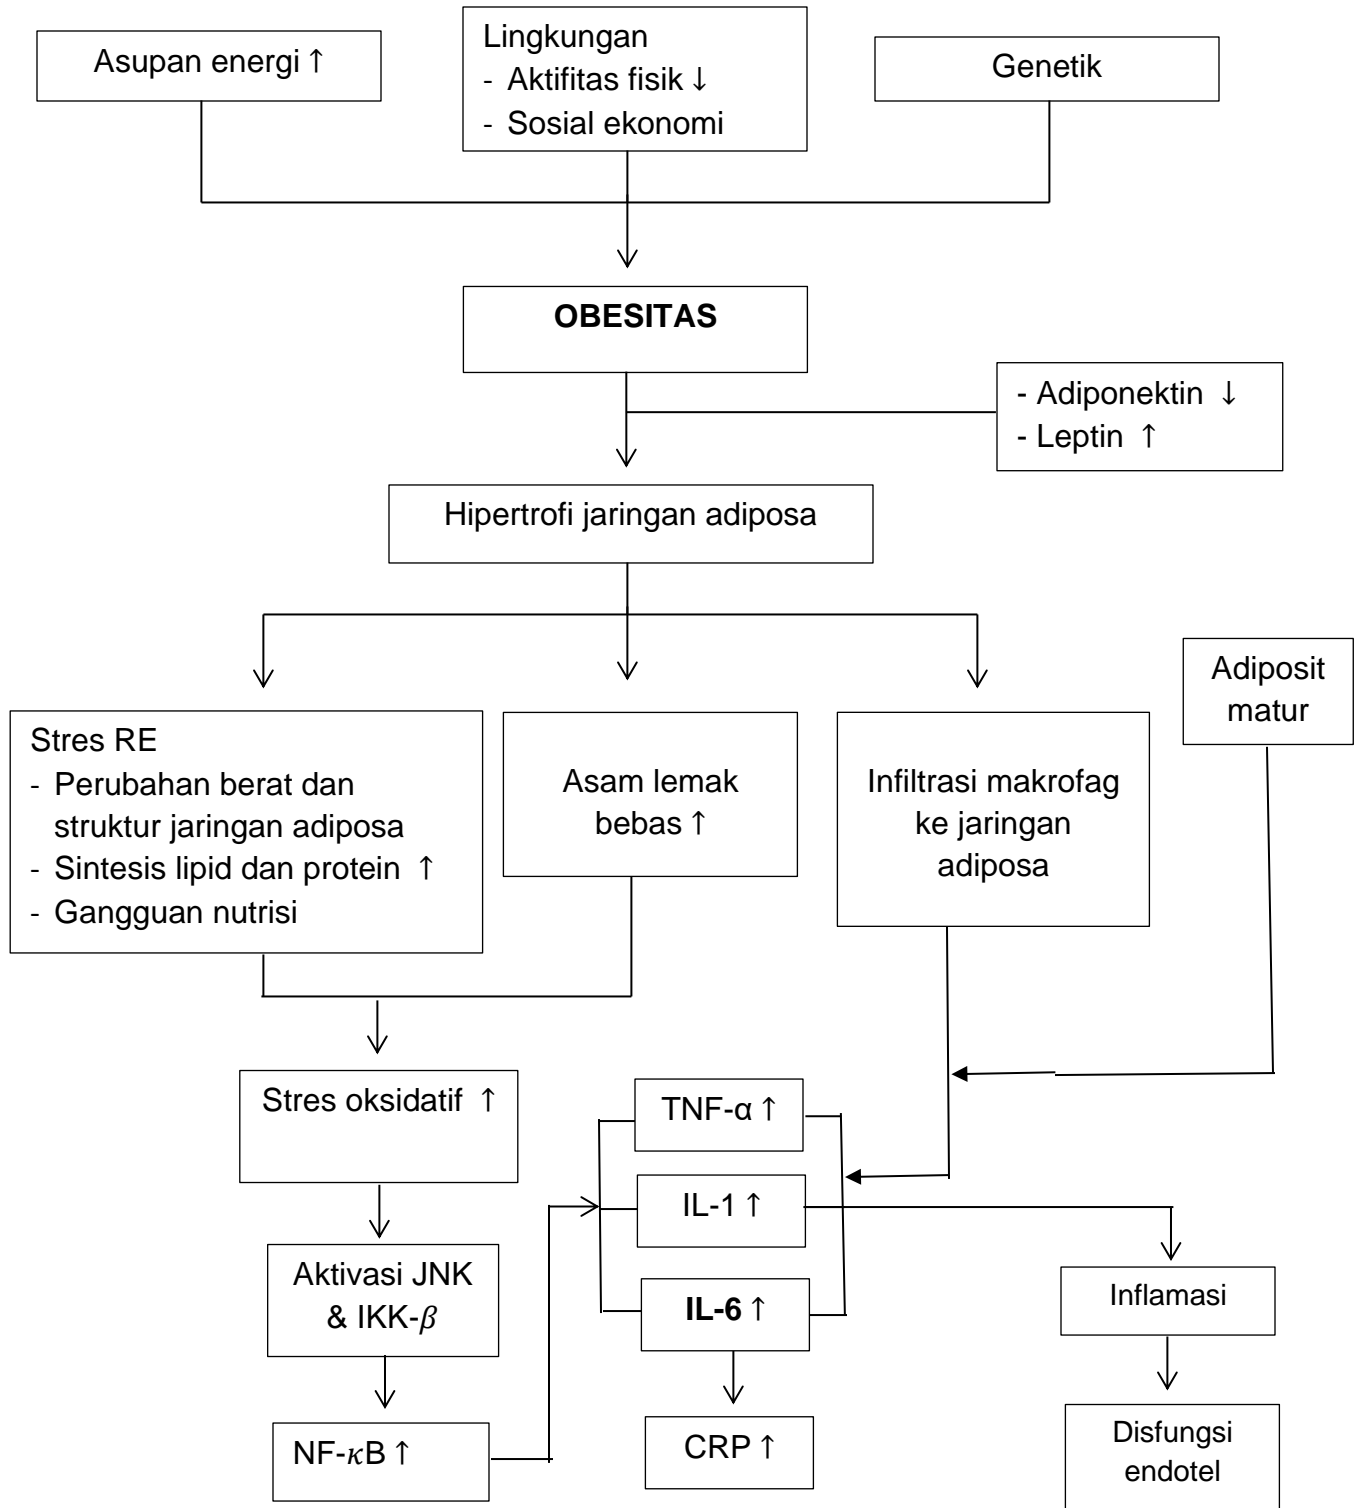 Asupan energi ↑
Lingkungan
- Aktifitas fisik ↓
- Sosial ekonomi
Genetik
OBESITAS
- Adiponektin ↓
- Leptin ↑
Hipertrofi jaringan adiposa
Adiposit
matur
Stres RE
- Perubahan berat dan
struktur jaringan adiposa
- Sintesis lipid dan protein ↑
- Gangguan nutrisi
Asam lemak
bebas ↑
Infiltrasi makrofag
ke jaringan
adiposa
Stres oksidatif ↑
TNF-α ↑
IL-1 ↑
IL-6 ↑
Aktivasi JNK
& IKK-β
Inflamasi
NF-κB ↑
CRP ↑
Disfungsi
endotel